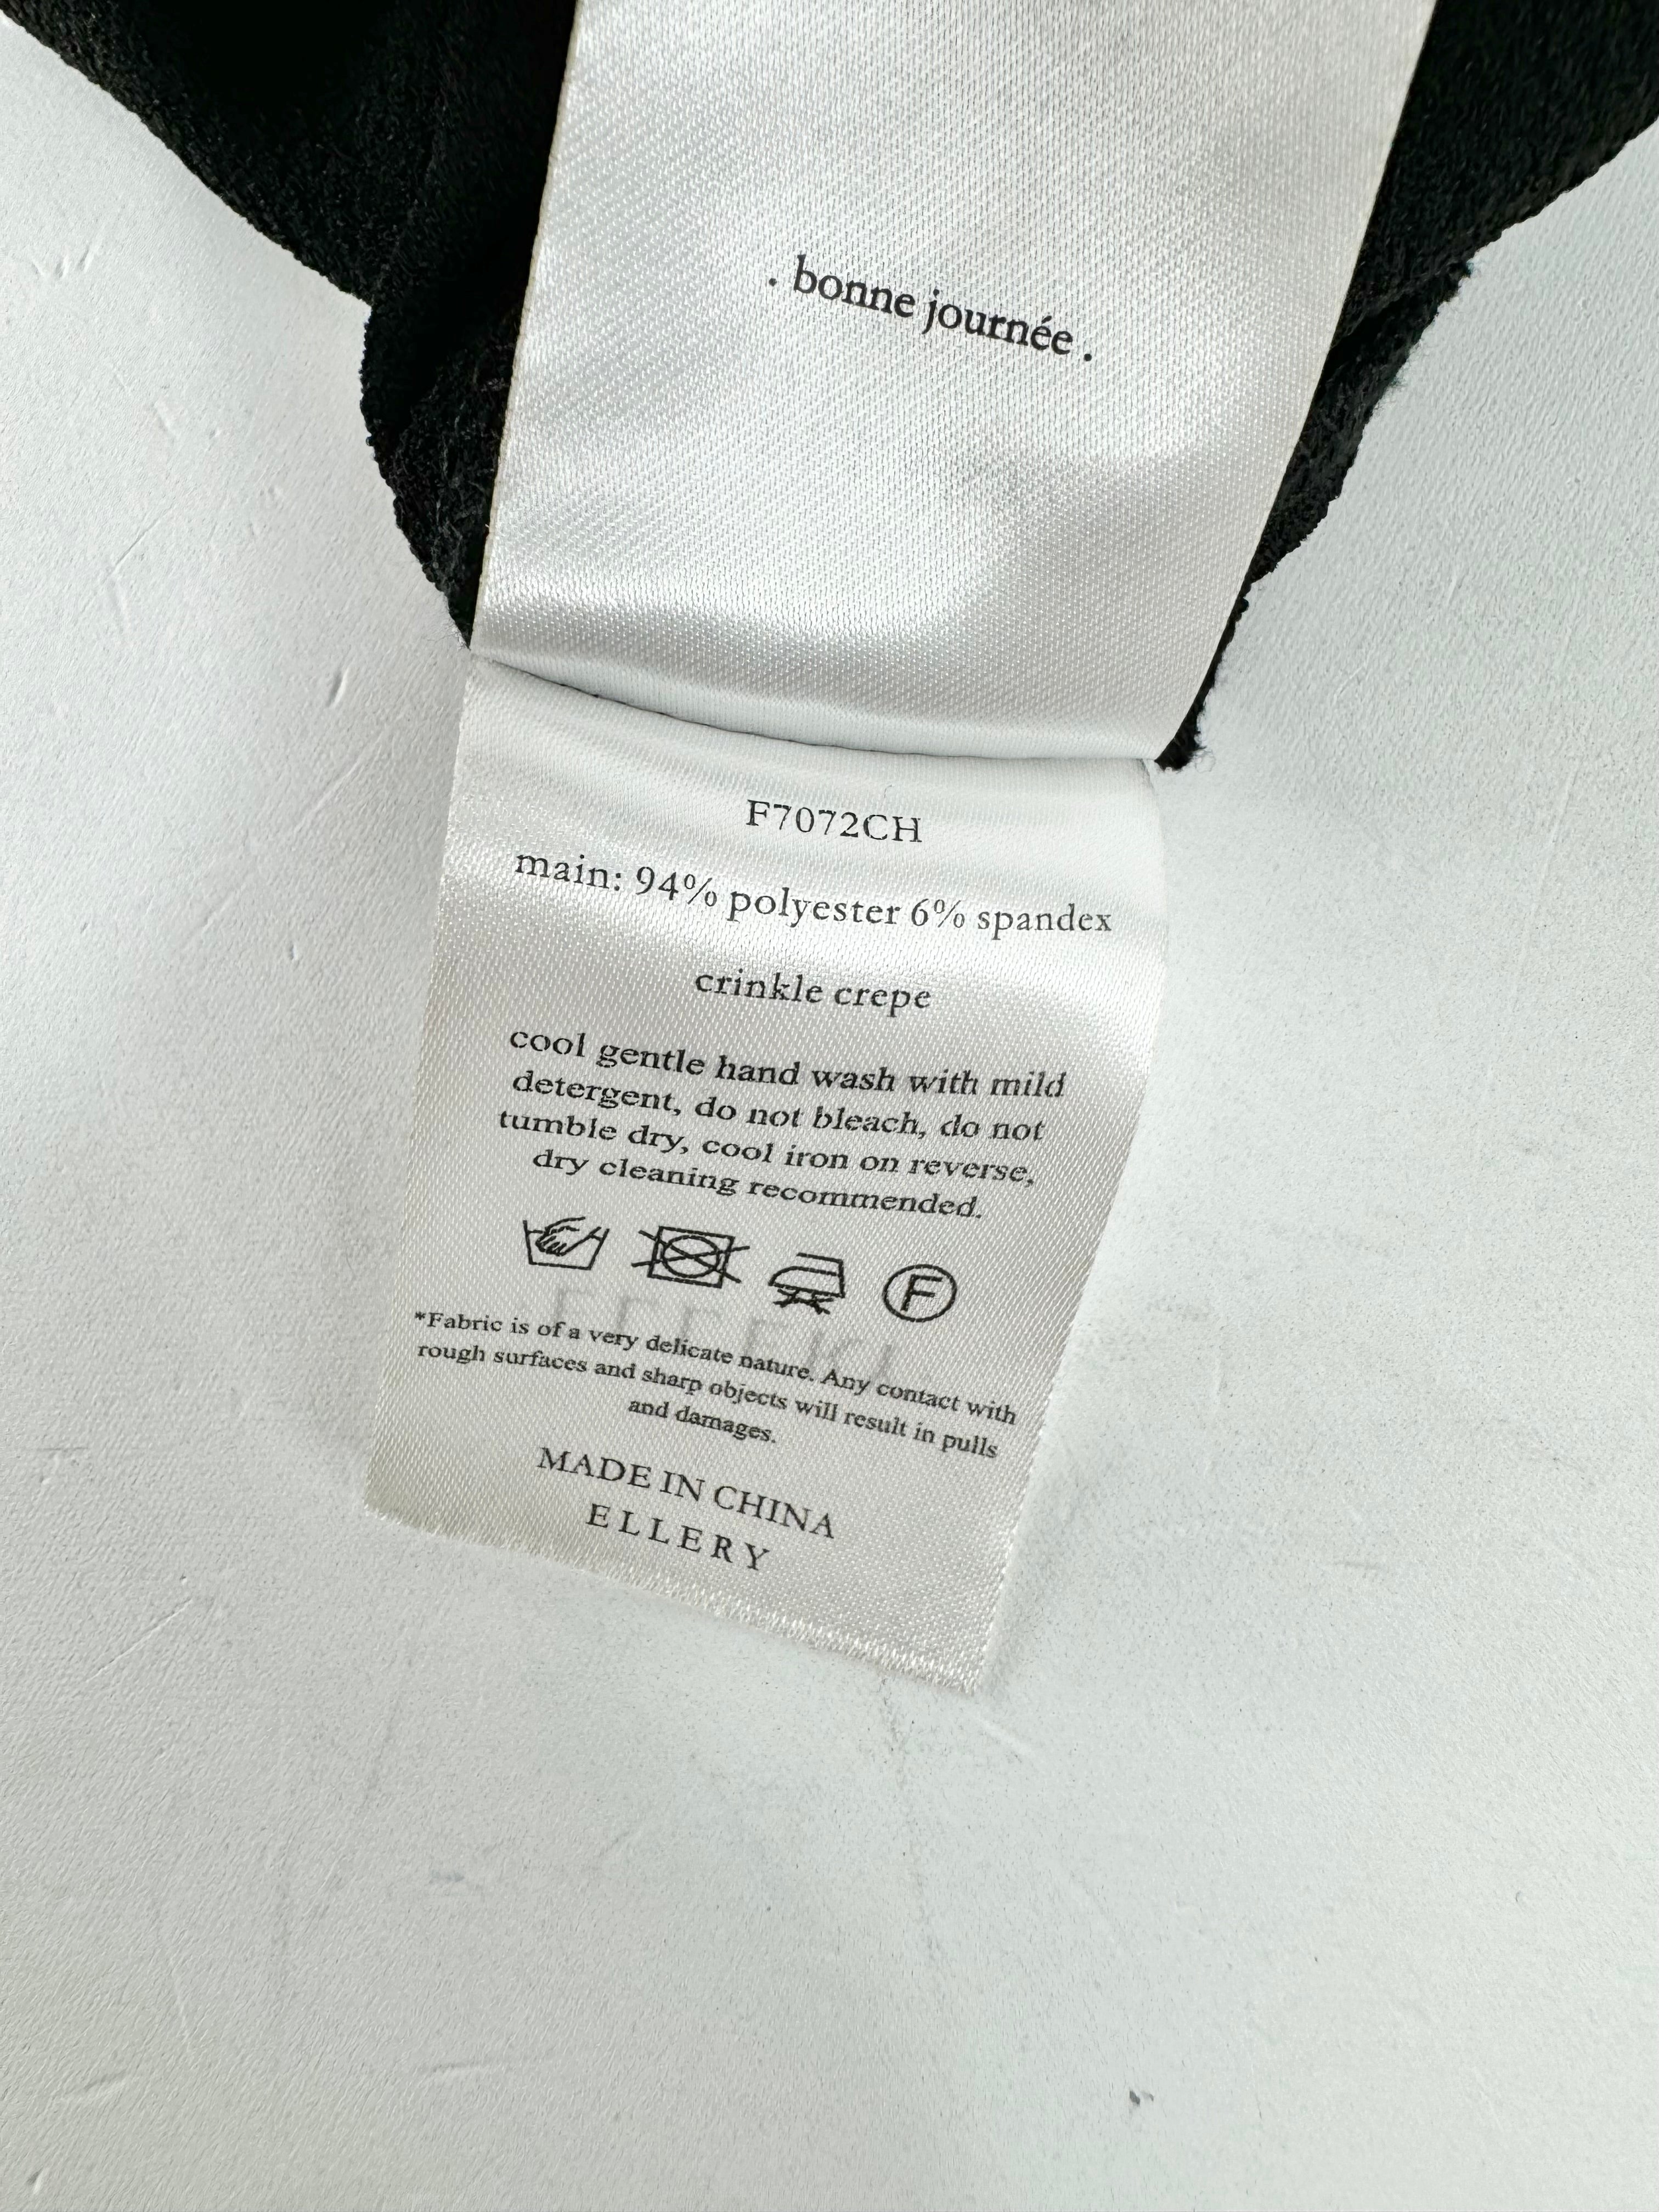 . bonne journée .
F7072CH
main: 94% polyester 6% spandex
crinkle crepe
cool gentle hand wash with mild
detergent, do not bleach, do not
tumble dry, cool iron on reverse,
dry cleaning recommended.
F
*Fabric is of a very delicate nature. Any contact with
rough surfaces and sharp objects will result in pulls
and damages.
MADE IN CHINA
ELLERY